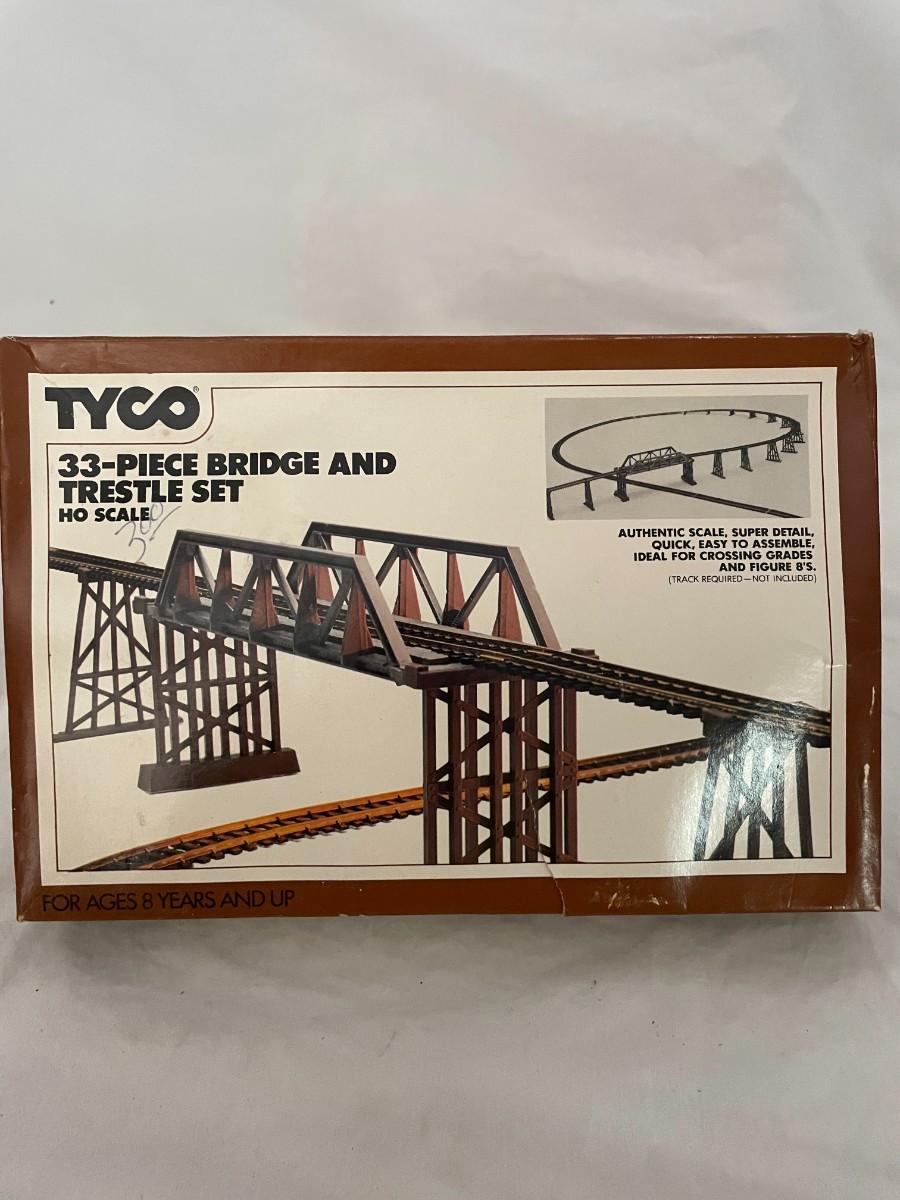 TYCO®
33-PIECE BRIDGE AND
TRESTLE SET
HO SCALE
300
AUTHENTIC SCALE, SUPER DETAIL,
QUICK, EASY TO ASSEMBLE,
IDEAL FOR CROSSING GRADES
AND FIGURE 8'S.
(TRACK REQUIRED—NOT INCLUDED)
FOR AGES 8 YEARS AND UP